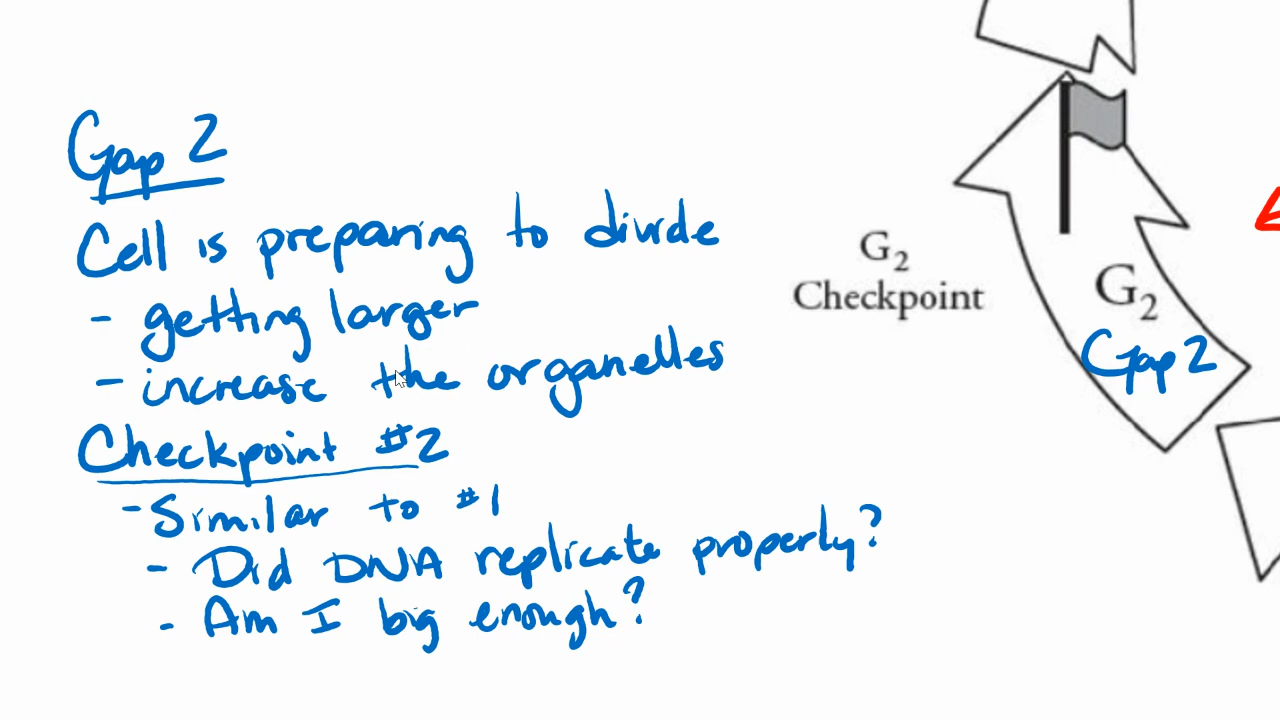 Gap 2
Cell is preparing to divide
- getting larger
- increase the organelles
Checkpoint #2
- Similar to #1
- Did DNA replicate properly?
- Am I big enough?
G₂
Checkpoint
G₂
Gap 2